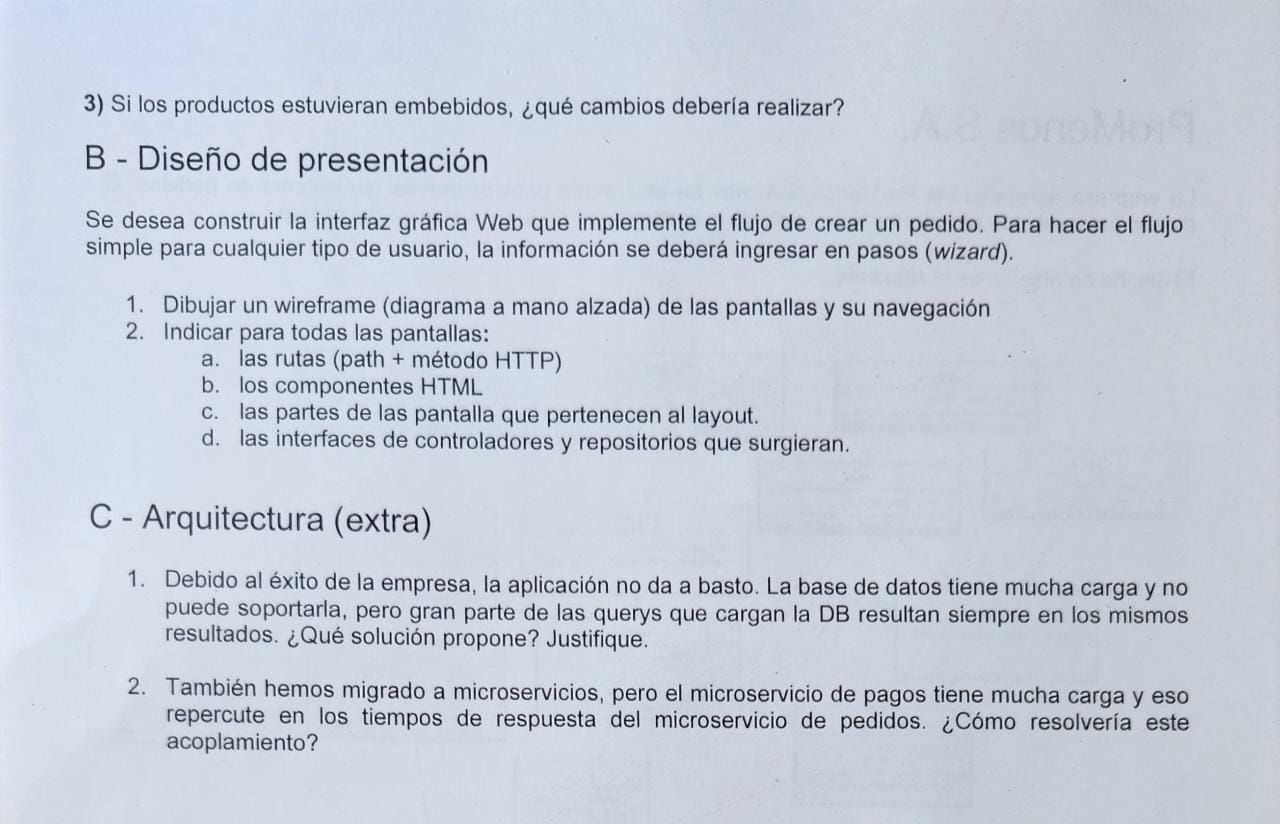 3) Si los productos estuvieran embebidos, ¿qué cambios debería realizar?
B - Diseño de presentación
Se desea construir la interfaz gráfica Web que implemente el flujo de crear un pedido. Para hacer el flujo
simple para cualquier tipo de usuario, la información se deberá ingresar en pasos (wizard).
1. Dibujar un wireframe (diagrama a mano alzada) de las pantallas y su navegación
2. Indicar para todas las pantallas:
a. las rutas (path + método HTTP)
b. los componentes HTML
c. las partes de las pantalla que pertenecen al layout.
d. las interfaces de controladores y repositorios que surgieran.
C - Arquitectura (extra)
1. Debido al éxito de la empresa, la aplicación no da a basto. La base de datos tiene mucha carga y no
puede soportarla, pero gran parte de las querys que cargan la DB resultan siempre en los mismos
resultados. ¿Qué solución propone? Justifique.
2. También hemos migrado a microservicios, pero el microservicio de pagos tiene mucha carga y eso
repercute en los tiempos de respuesta del microservicio de pedidos. ¿Cómo resolvería este
acoplamiento?
ProMenos S.A.